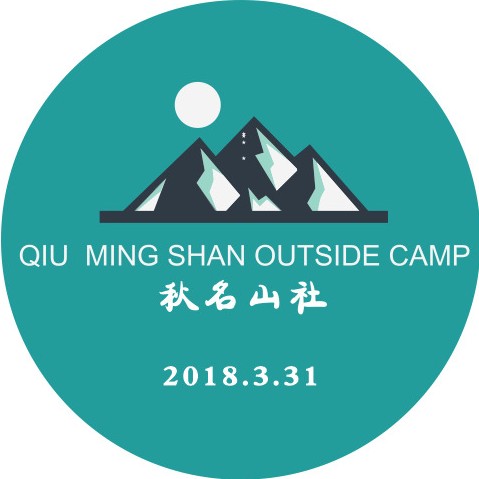 QIU MING SHAN OUTSIDE CAMP
秋名山社
2018.3.31